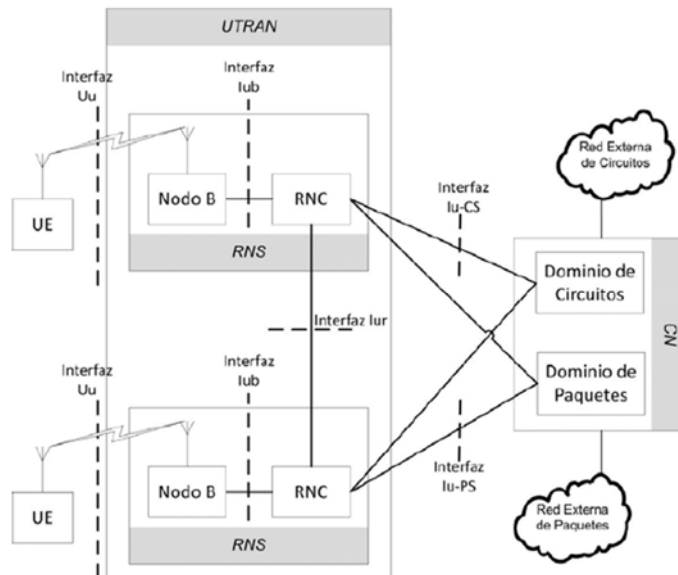 UTRAN
Interfaz
Uu
Interfaz
Iub
Nodo B
RNC
UE
RNS
Interfaz
Iu-CS
Red Externa
de Circuitos
Dominio de
Circuitos
CN
Interfaz Iur
Interfaz
Uu
Interfaz
Iub
Dominio de
Paquetes
Nodo B
RNC
UE
RNS
Interfaz
Iu-PS
Red Externa
de Paquetes